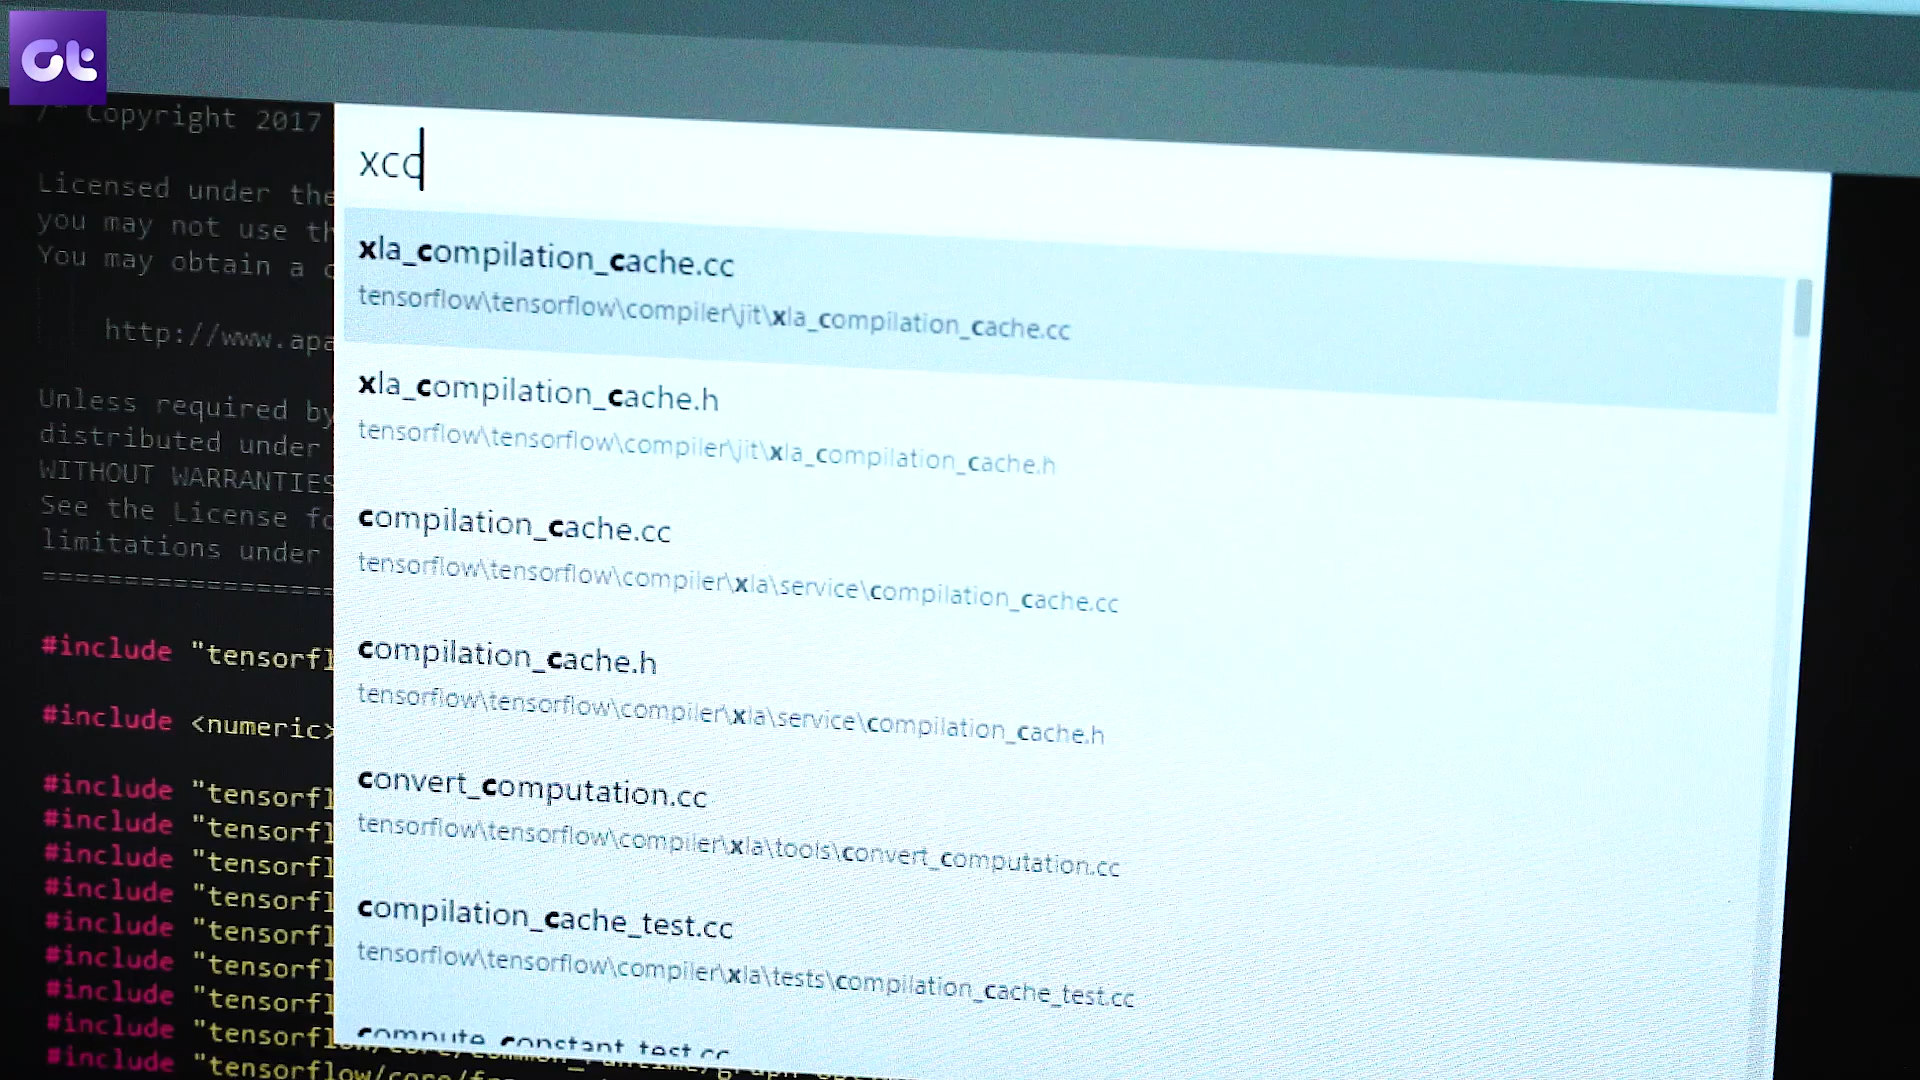 Gt
Copyright 2017
Licensed under the
you may not use th
You may obtain a c
http://www.apa
Unless required by
distributed under
WITHOUT WARRANTIES
See the License fo
limitations under
====================
#include "tensorfl
#include <numeric>
#include "tensorfl
#include "tensorfl
#include "tensorfl
#include "tensorfl
#include "tensorfl
#include "tensorfl
#include "tensorfl
#include "tensorfl
#include "tensorflow/core/
xcc
xla_compilation_cache.cc
tensorflow\tensorflow\compiler\jit\xla_compilation_cache.cc
xla_compilation_cache.h
tensorflow\tensorflow\compiler\jit\xla_compilation_cache.h
compilation_cache.cc
tensorflow\tensorflow\compiler\xla\service\compilation_cache.cc
compilation_cache.h
tensorflow\tensorflow\compiler\xla\service\compilation_cache.h
convert_computation.cc
tensorflow\tensorflow\compiler\xla\tools\convert_computation.cc
compilation_cache_test.cc
tensorflow\tensorflow\compiler\xla\tests\compilation_cache_test.cc
compute_constant_test.cc